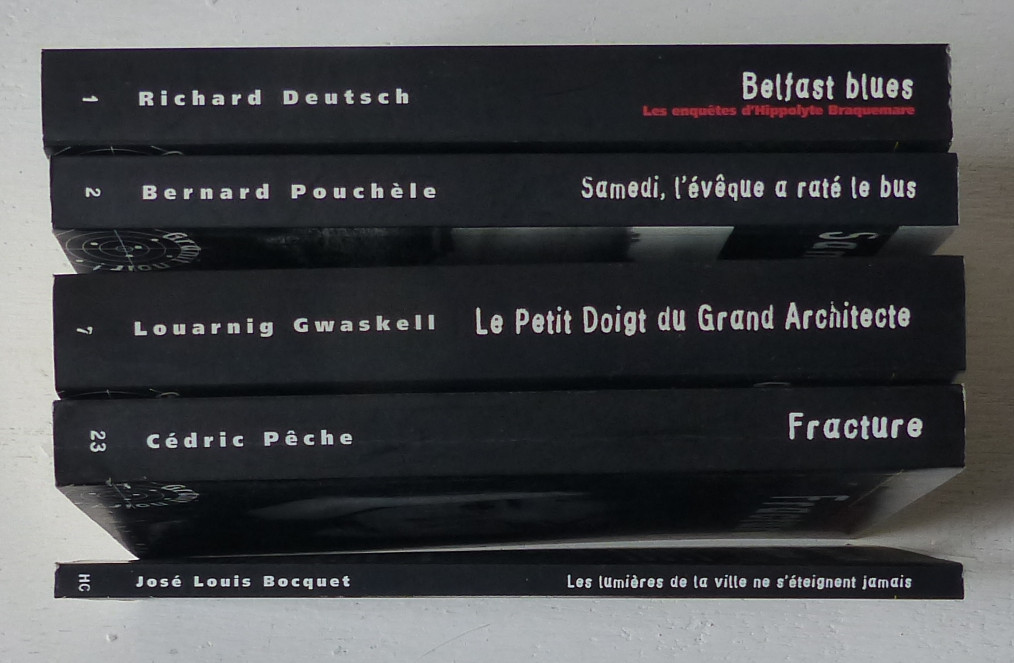 1 Richard Deutsch Belfast blues
Les enquêtes d'Hippolyte Braquemare
2 Bernard Pouchèle Samedi, l'évêque a raté le bus
7 Louarnig Gwaskell Le Petit Doigt du Grand Architecte
23 Cédric Pêche Fracture
HC José Louis Bocquet Les lumières de la ville ne s'éteignent jamais